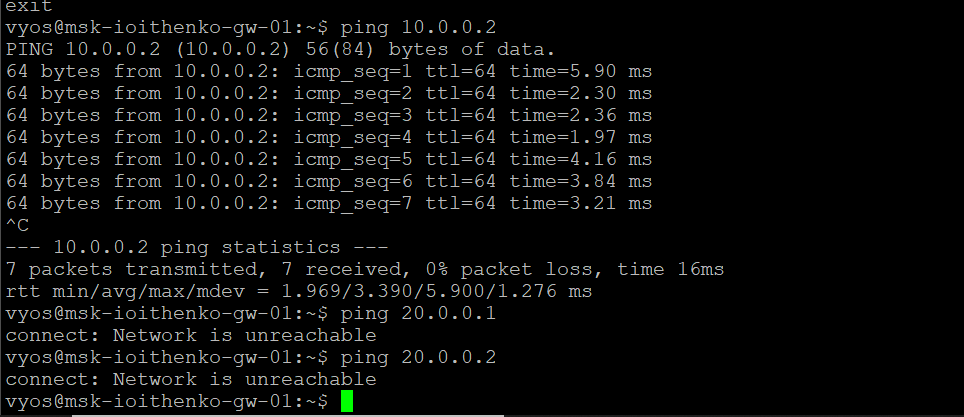 exit
vyos@msk-ioithenko-gw-01:~$ ping 10.0.0.2
PING 10.0.0.2 (10.0.0.2) 56(84) bytes of data.
64 bytes from 10.0.0.2: icmp_seq=1 ttl=64 time=5.90 ms
64 bytes from 10.0.0.2: icmp_seq=2 ttl=64 time=2.30 ms
64 bytes from 10.0.0.2: icmp_seq=3 ttl=64 time=2.36 ms
64 bytes from 10.0.0.2: icmp_seq=4 ttl=64 time=1.97 ms
64 bytes from 10.0.0.2: icmp_seq=5 ttl=64 time=4.16 ms
64 bytes from 10.0.0.2: icmp_seq=6 ttl=64 time=3.84 ms
64 bytes from 10.0.0.2: icmp_seq=7 ttl=64 time=3.21 ms
^C
--- 10.0.0.2 ping statistics ---
7 packets transmitted, 7 received, 0% packet loss, time 16ms
rtt min/avg/max/mdev = 1.969/3.390/5.900/1.276 ms
vyos@msk-ioithenko-gw-01:~$ ping 20.0.0.1
connect: Network is unreachable
vyos@msk-ioithenko-gw-01:~$ ping 20.0.0.2
connect: Network is unreachable
vyos@msk-ioithenko-gw-01:~$